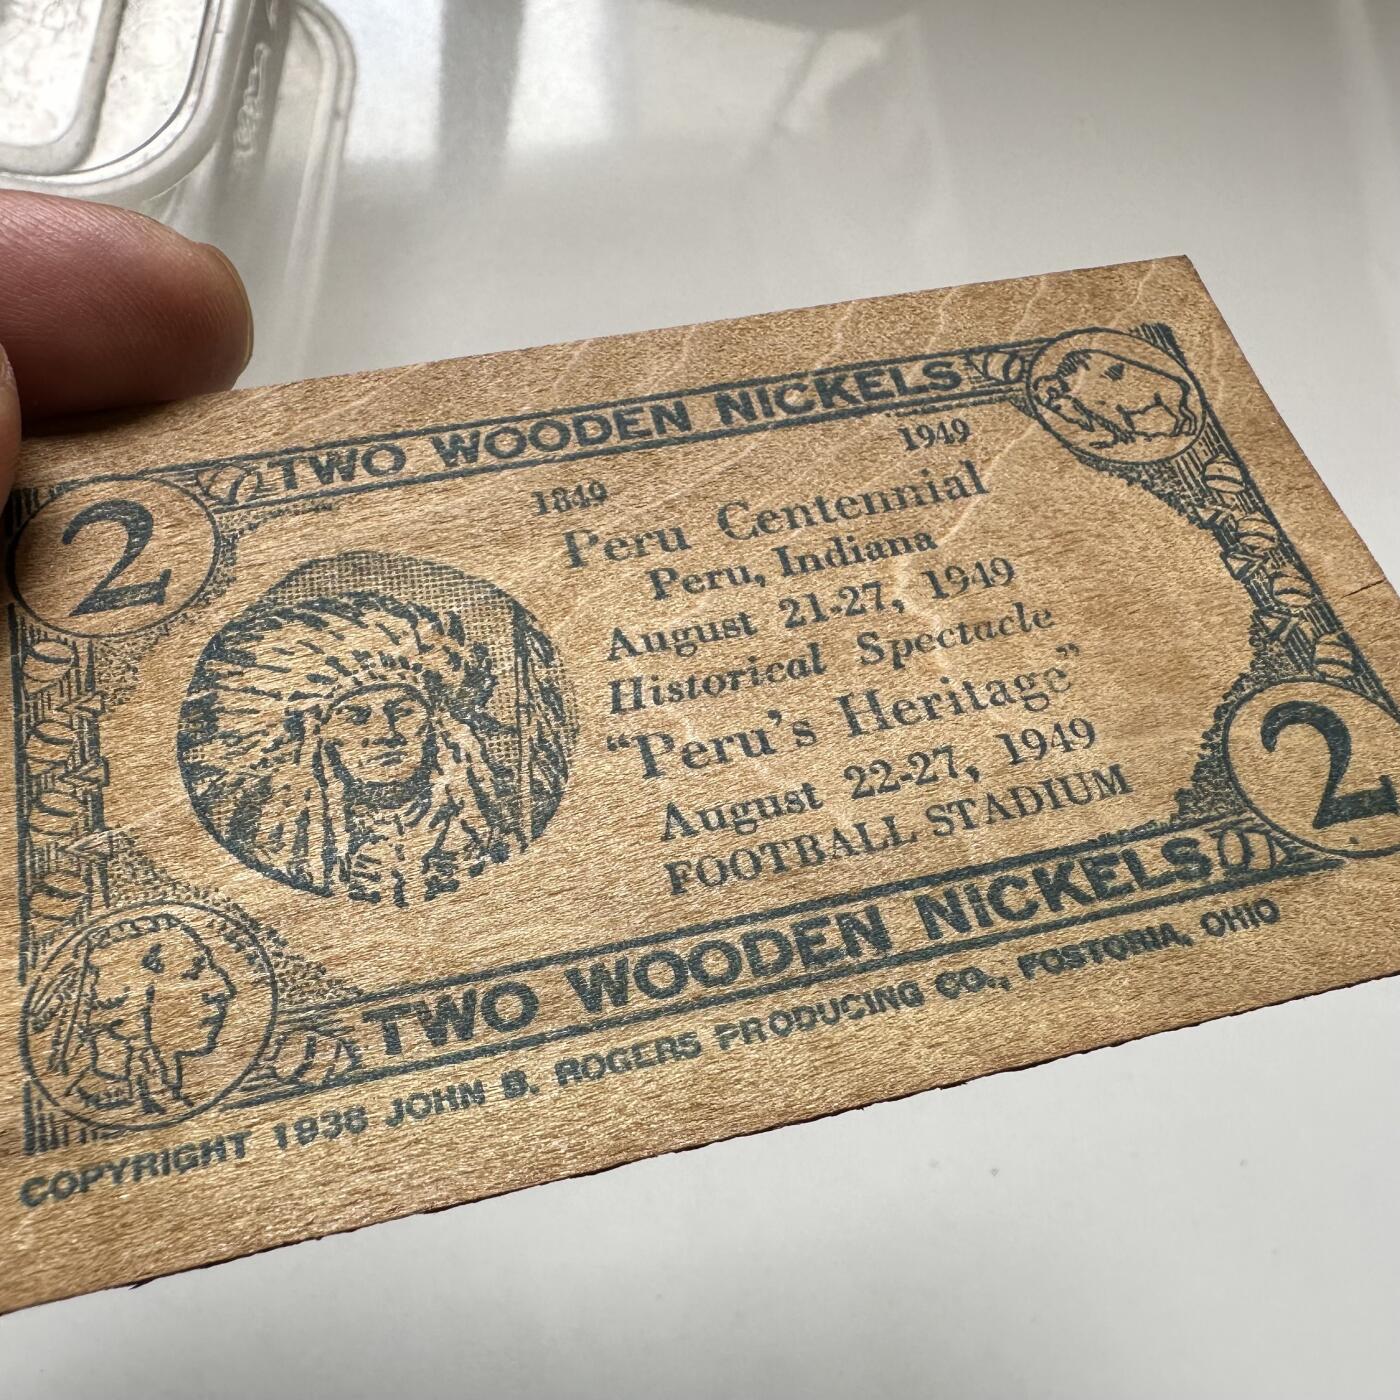 TWO WOODEN NICKELS
2
1849 1949
Peru Centennial
Peru, Indiana
August 21-27, 1949
Historical Spectacle
"Peru's Heritage"
August 22-27, 1949
FOOTBALL STADIUM
2
TWO WOODEN NICKELS
COPYRIGHT 1938 JOHN B. ROGERS PRODUCING CO., FOSTORIA, OHIO